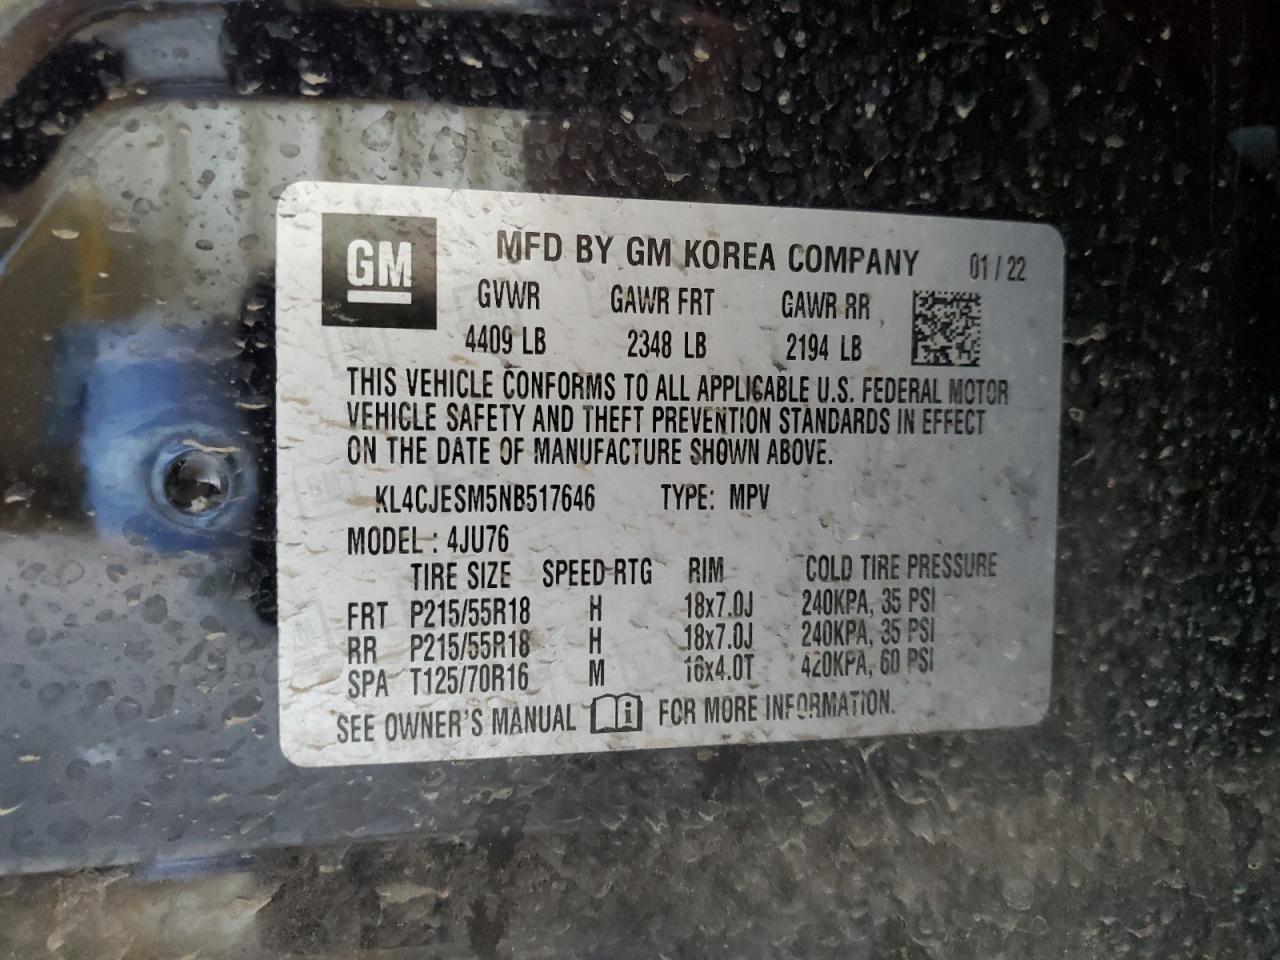 GM
MFD BY GM KOREA COMPANY 01 / 22
GVWR GAWR FRT GAWR RR
4409 LB 2348 LB 2194 LB
THIS VEHICLE CONFORMS TO ALL APPLICABLE U.S. FEDERAL MOTOR
VEHICLE SAFETY AND THEFT PREVENTION STANDARDS IN EFFECT
ON THE DATE OF MANUFACTURE SHOWN ABOVE.
KL4CJESM5NB517646 TYPE: MPV
MODEL : 4JU76
TIRE SIZE SPEED RTG RIM COLD TIRE PRESSURE
FRT P215/55R18 H 18x7.0J 240KPA, 35 PSI
RR P215/55R18 H 18x7.0J 240KPA, 35 PSI
SPA T125/70R16 M 16x4.0T 420KPA, 60 PSI
SEE OWNER'S MANUAL i FOR MORE INFORMATION.